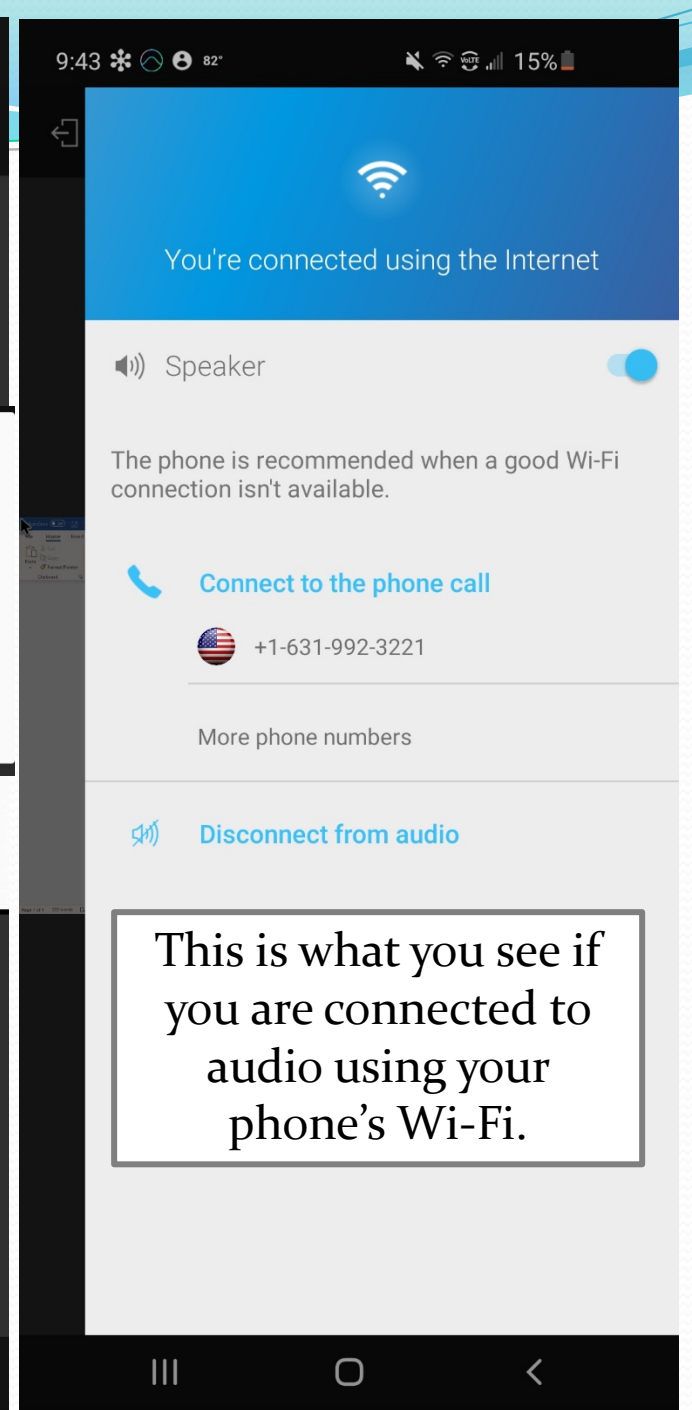 9:43 82° VoLTE 15%
You're connected using the Internet
Speaker
The phone is recommended when a good Wi-Fi
connection isn't available.
Connect to the phone call
+1-631-992-3221
More phone numbers
Disconnect from audio
This is what you see if
you are connected to
audio using your
phone’s Wi-Fi.